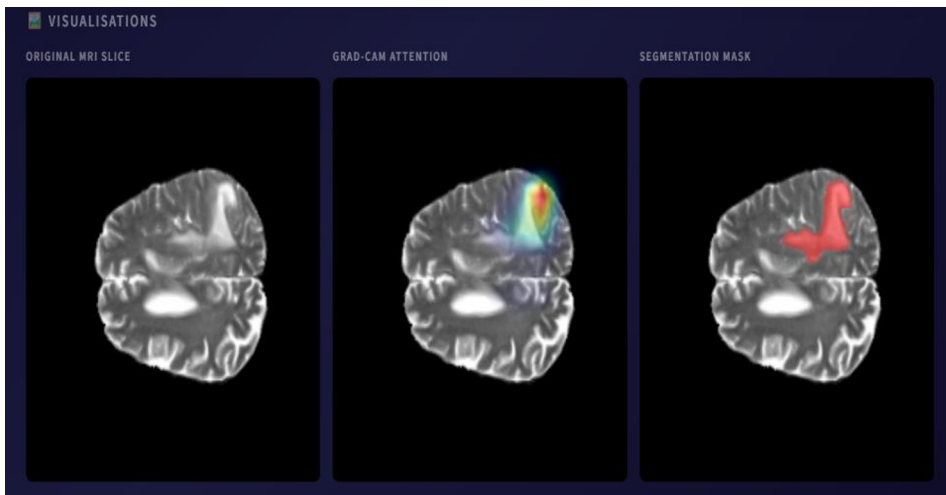 VISUALISATIONS
ORIGINAL MRI SLICE
GRAD-CAM ATTENTION
SEGMENTATION MASK